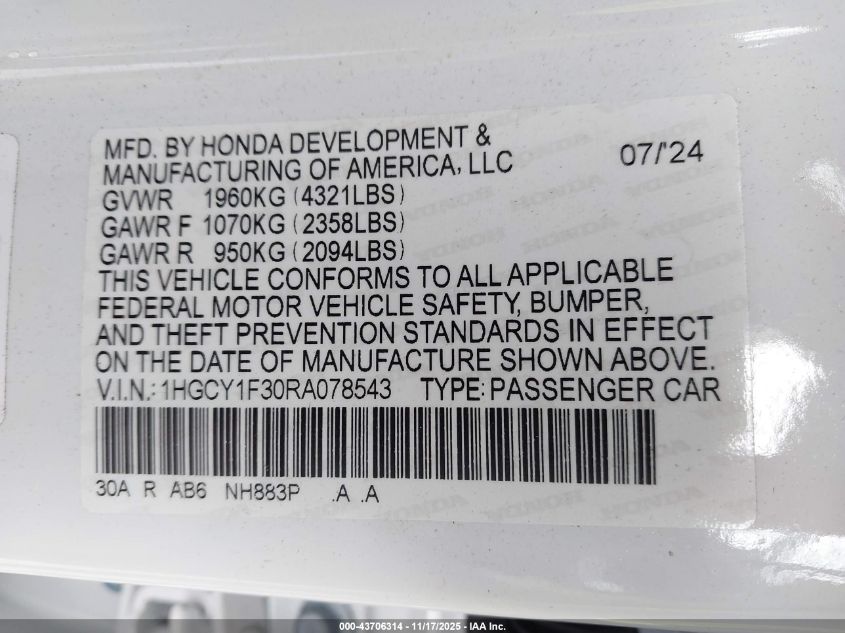 MFD. BY HONDA DEVELOPMENT &
MANUFACTURING OF AMERICA, LLC 07/'24
GVWR 1960KG (4321LBS)
GAWR F 1070KG (2358LBS)
GAWR R 950KG (2094LBS)
THIS VEHICLE CONFORMS TO ALL APPLICABLE
FEDERAL MOTOR VEHICLE SAFETY, BUMPER,
AND THEFT PREVENTION STANDARDS IN EFFECT
ON THE DATE OF MANUFACTURE SHOWN ABOVE.
V.I.N.: 1HGCY1F30RA078543 TYPE: PASSENGER CAR
30A R AB6 NH883P .A .A
000-43706314 - 11/17/2025 - IAA Inc.